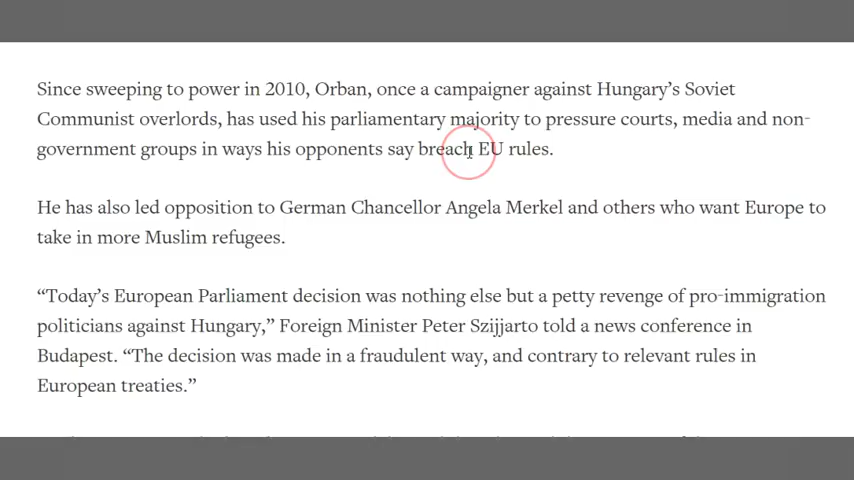 Since sweeping to power in 2010, Orban, once a campaigner against Hungary’s Soviet
Communist overlords, has used his parliamentary majority to pressure courts, media and non-
government groups in ways his opponents say breach EU rules.
He has also led opposition to German Chancellor Angela Merkel and others who want Europe to
take in more Muslim refugees.
“Today’s European Parliament decision was nothing else but a petty revenge of pro-immigration
politicians against Hungary,” Foreign Minister Peter Szijjarto told a news conference in
Budapest. “The decision was made in a fraudulent way, and contrary to relevant rules in
European treaties.”